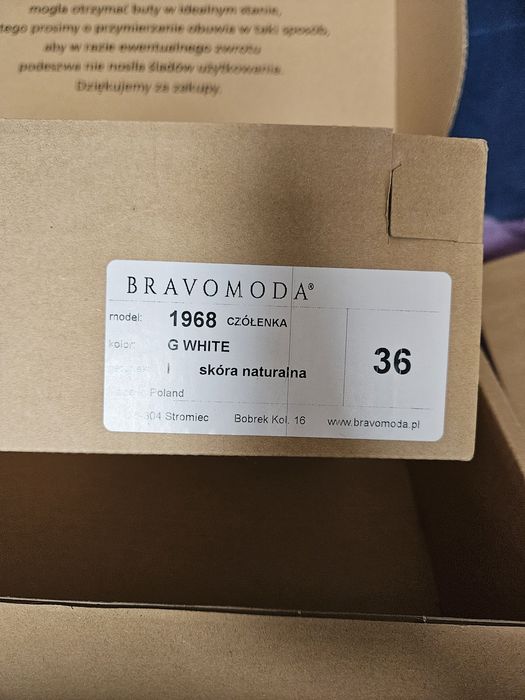 mogła otrzymać buty w idealnym stanie,
tego prosimy o przymierzanie obuwia w taki sposób,
aby w razie ewentualnego zwrotu
podeszwa nie nosiła śladów użytkowania.
Dziękujemy za zakupy.
BRAVOMODA®
model: 1968 CZÓŁENKA
kolor: G WHITE
I skóra naturalna
36
Poland
304 Stromiec Bobrek Kol. 16 www.bravomoda.pl